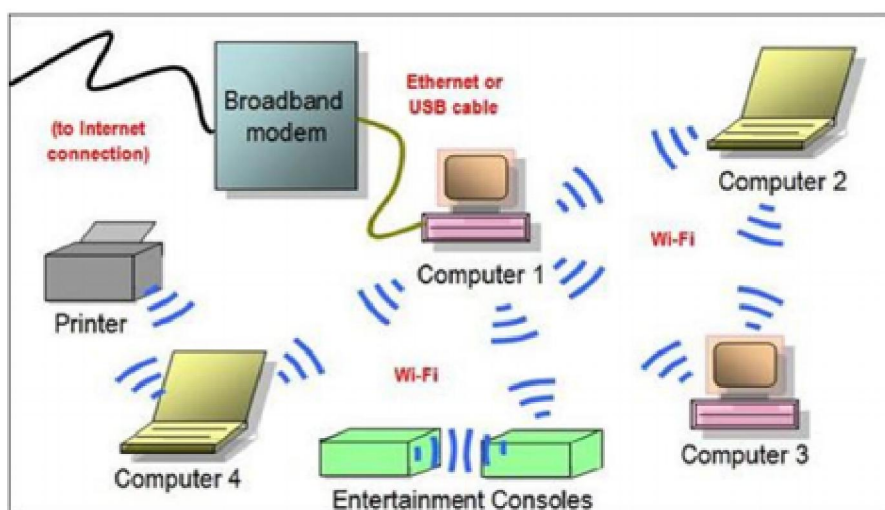 Broadband
modem
Ethernet or
USB cable
(to Internet
connection)
Computer 1
Computer 2
Wi-Fi
Printer
Wi-Fi
Computer 3
Computer 4
Entertainment Consoles